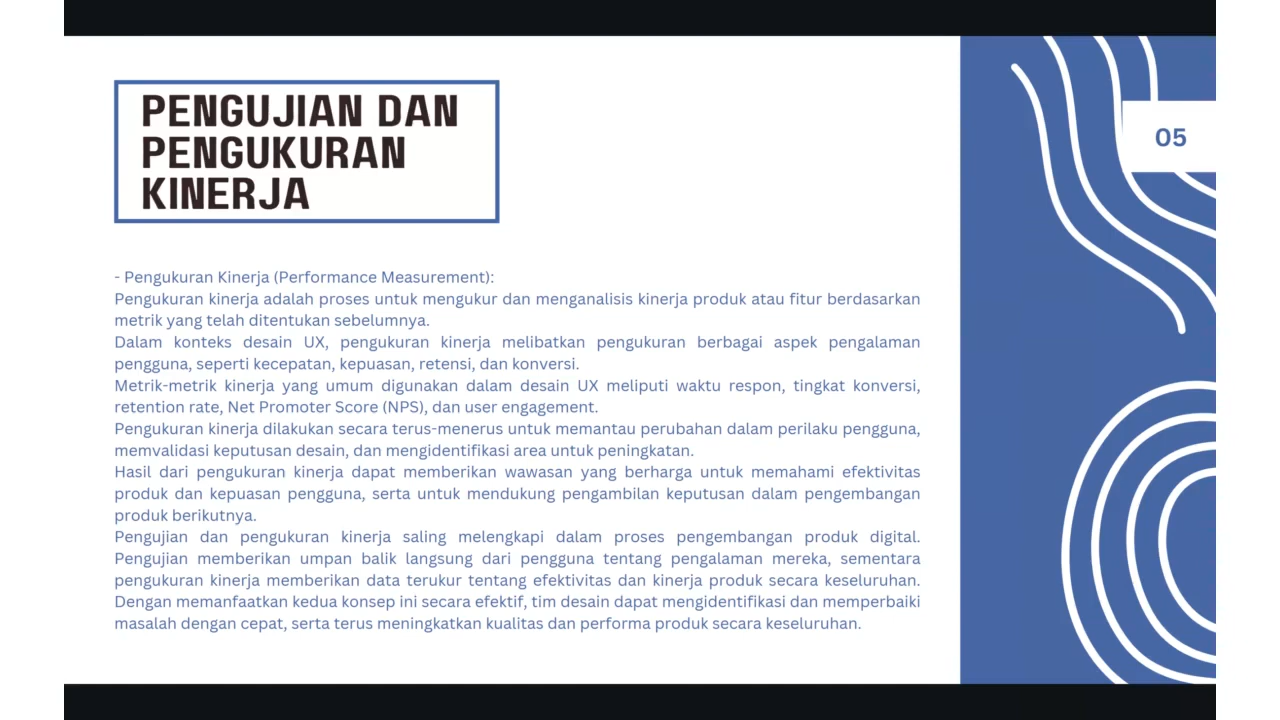 PENGUJIAN DAN
PENGUKURAN
KINERJA
05
- Pengukuran Kinerja (Performance Measurement):
Pengukuran kinerja adalah proses untuk mengukur dan menganalisis kinerja produk atau fitur berdasarkan
metrik yang telah ditentukan sebelumnya.
Dalam konteks desain UX, pengukuran kinerja melibatkan pengukuran berbagai aspek pengalaman
pengguna, seperti kecepatan, kepuasan, retensi, dan konversi.
Metrik-metrik kinerja yang umum digunakan dalam desain UX meliputi waktu respon, tingkat konversi,
retention rate, Net Promoter Score (NPS), dan user engagement.
Pengukuran kinerja dilakukan secara terus-menerus untuk memantau perubahan dalam perilaku pengguna,
memvalidasi keputusan desain, dan mengidentifikasi area untuk peningkatan.
Hasil dari pengukuran kinerja dapat memberikan wawasan yang berharga untuk memahami efektivitas
produk dan kepuasan pengguna, serta untuk mendukung pengambilan keputusan dalam pengembangan
produk berikutnya.
Pengujian dan pengukuran kinerja saling melengkapi dalam proses pengembangan produk digital.
Pengujian memberikan umpan balik langsung dari pengguna tentang pengalaman mereka, sementara
pengukuran kinerja memberikan data terukur tentang efektivitas dan kinerja produk secara keseluruhan.
Dengan memanfaatkan kedua konsep ini secara efektif, tim desain dapat mengidentifikasi dan memperbaiki
masalah dengan cepat, serta terus meningkatkan kualitas dan performa produk secara keseluruhan.